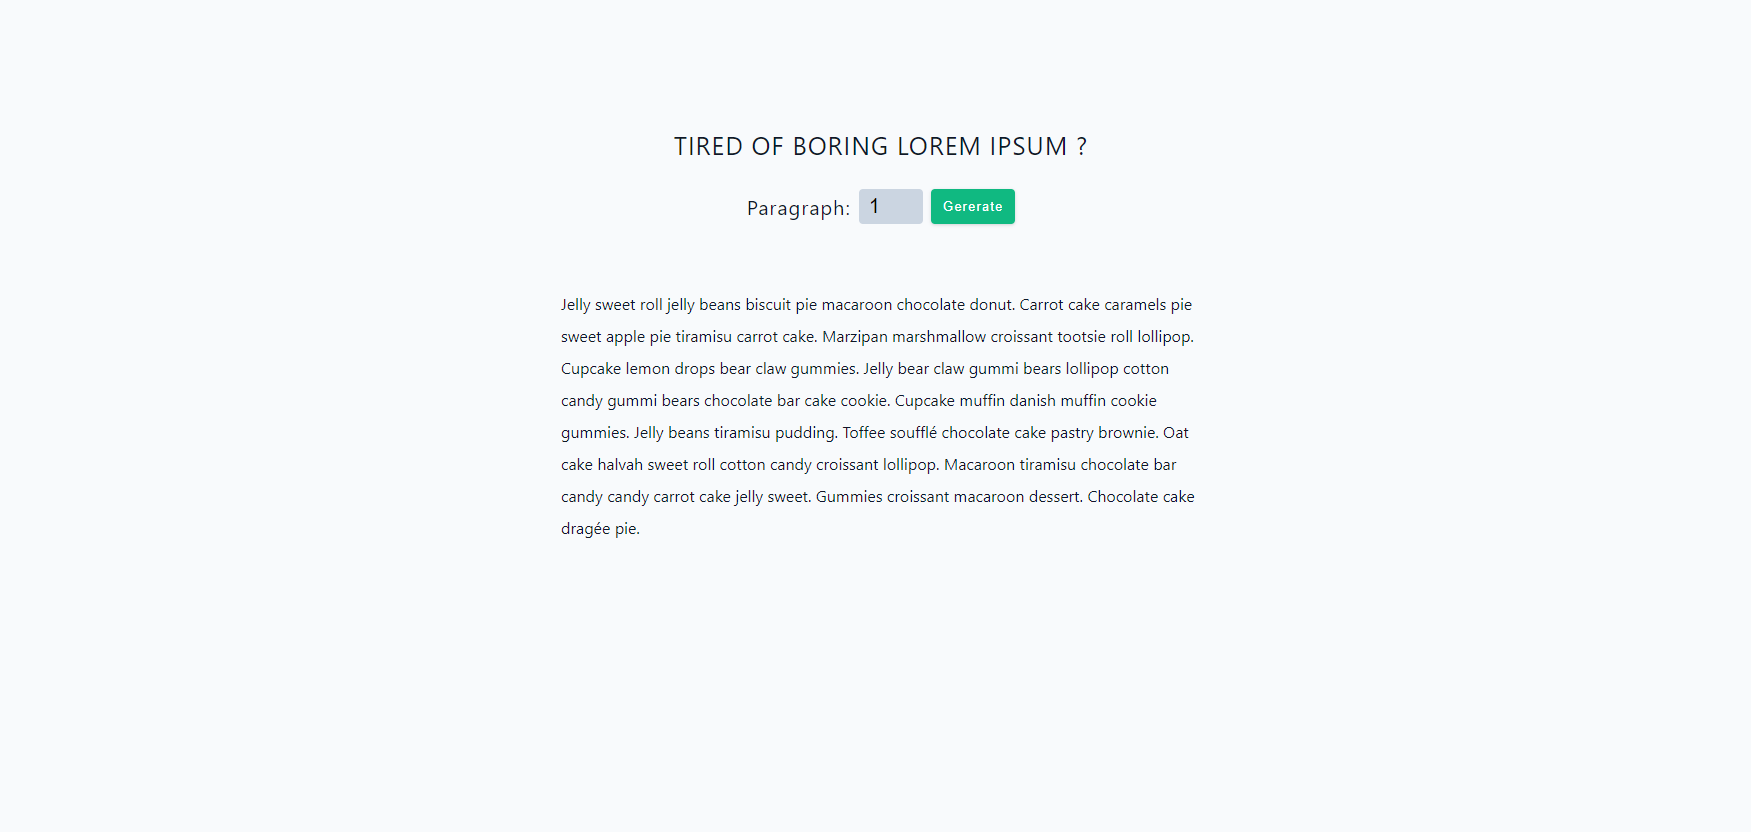 TIRED OF BORING LOREM IPSUM ?
Paragraph: 1 Gererate
Jelly sweet roll jelly beans biscuit pie macaroon chocolate donut. Carrot cake caramels pie
sweet apple pie tiramisu carrot cake. Marzipan marshmallow croissant tootsie roll lollipop.
Cupcake lemon drops bear claw gummies. Jelly bear claw gummi bears lollipop cotton
candy gummi bears chocolate bar cake cookie. Cupcake muffin danish muffin cookie
gummies. Jelly beans tiramisu pudding. Toffee soufflé chocolate cake pastry brownie. Oat
cake halvah sweet roll cotton candy croissant lollipop. Macaroon tiramisu chocolate bar
candy candy carrot cake jelly sweet. Gummies croissant macaroon dessert. Chocolate cake
dragée pie.